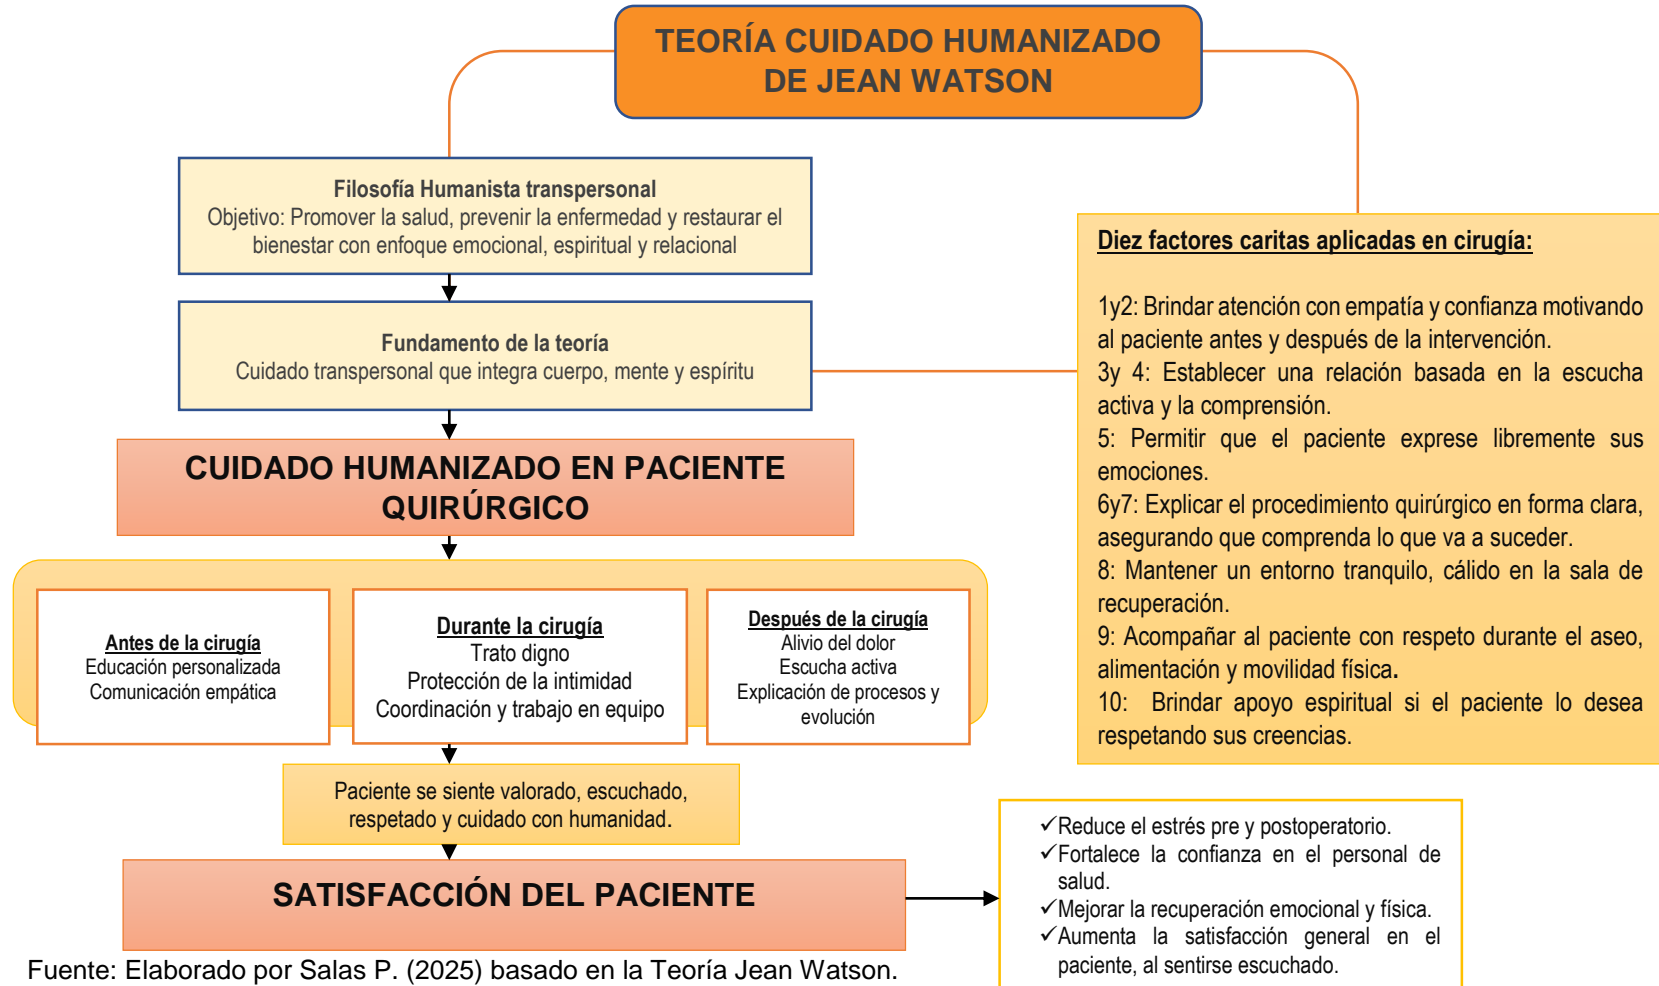 TEORÍA CUIDADO HUMANIZADO
DE JEAN WATSON
Filosofía Humanista transpersonal
Objetivo: Promover la salud, prevenir la enfermedad y restaurar el
bienestar con enfoque emocional, espiritual y relacional
Fundamento de la teoría
Cuidado transpersonal que integra cuerpo, mente y espíritu
Diez factores caritas aplicadas en cirugía:
1y2: Brindar atención con empatía y confianza motivando
al paciente antes y después de la intervención.
3y 4: Establecer una relación basada en la escucha
activa y la comprensión.
5: Permitir que el paciente exprese libremente sus
emociones.
6y7: Explicar el procedimiento quirúrgico en forma clara,
asegurando que comprenda lo que va a suceder.
8: Mantener un entorno tranquilo, cálido en la sala de
recuperación.
9: Acompañar al paciente con respeto durante el aseo,
alimentación y movilidad física.
10: Brindar apoyo espiritual si el paciente lo desea
respetando sus creencias.
CUIDADO HUMANIZADO EN PACIENTE
QUIRÚRGICO
Antes de la cirugía
Educación personalizada
Comunicación empática
Durante la cirugía
Trato digno
Protección de la intimidad
Coordinación y trabajo en equipo
Después de la cirugía
Alivio del dolor
Escucha activa
Explicación de procesos y
evolución
Paciente se siente valorado, escuchado,
respetado y cuidado con humanidad.
SATISFACCIÓN DEL PACIENTE
✓Reduce el estrés pre y postoperatorio.
✓Fortalece la confianza en el personal de
salud.
✓Mejorar la recuperación emocional y física.
✓Aumenta la satisfacción general en el
paciente, al sentirse escuchado.
Fuente: Elaborado por Salas P. (2025) basado en la Teoría Jean Watson.